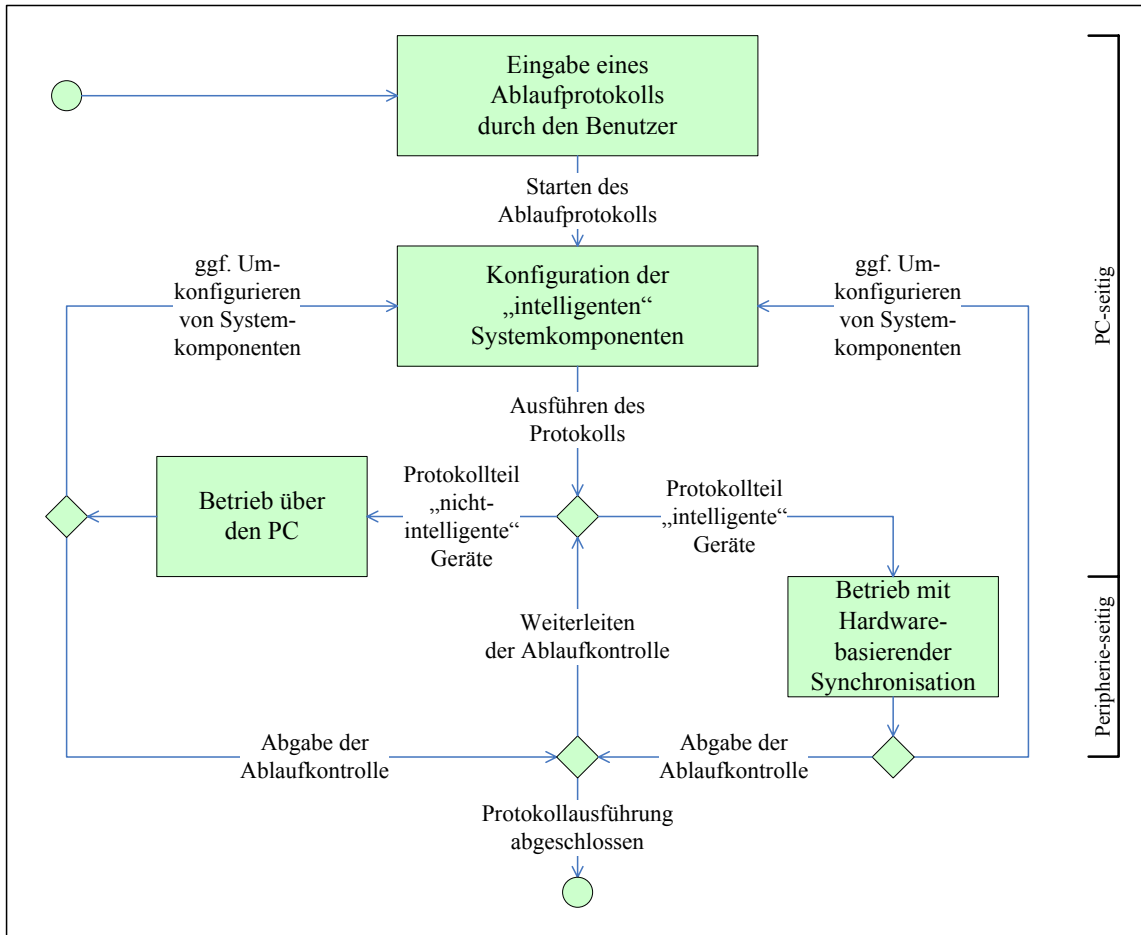 Eingabe eines
Ablaufprotokolls
durch den Benutzer
Starten des
Ablaufprotokolls
ggf. Um-
konfigurieren
von System-
komponenten
Konfiguration der
„intelligenten“
Systemkomponenten
ggf. Um-
konfigurieren
von System-
komponenten
PC-seitig
Ausführen des
Protokolls
Betrieb über
den PC
Protokollteil
„nicht-
intelligente“
Geräte
Protokollteil
„intelligente“
Geräte
Betrieb mit
Hardware-
basierender
Synchronisation
Peripherie-seitig
Weiterleiten
der Ablaufkontrolle
Abgabe der
Ablaufkontrolle
Abgabe der
Ablaufkontrolle
Protokollausführung
abgeschlossen